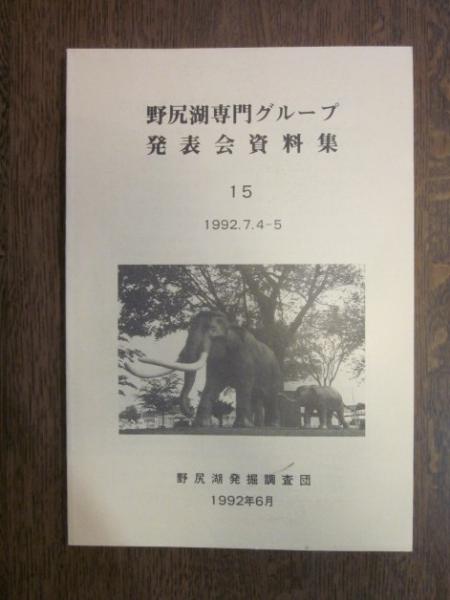 野尻湖専門グループ
発表会資料集
15
1992.7.4-5
野尻湖発掘調査団
1992年6月